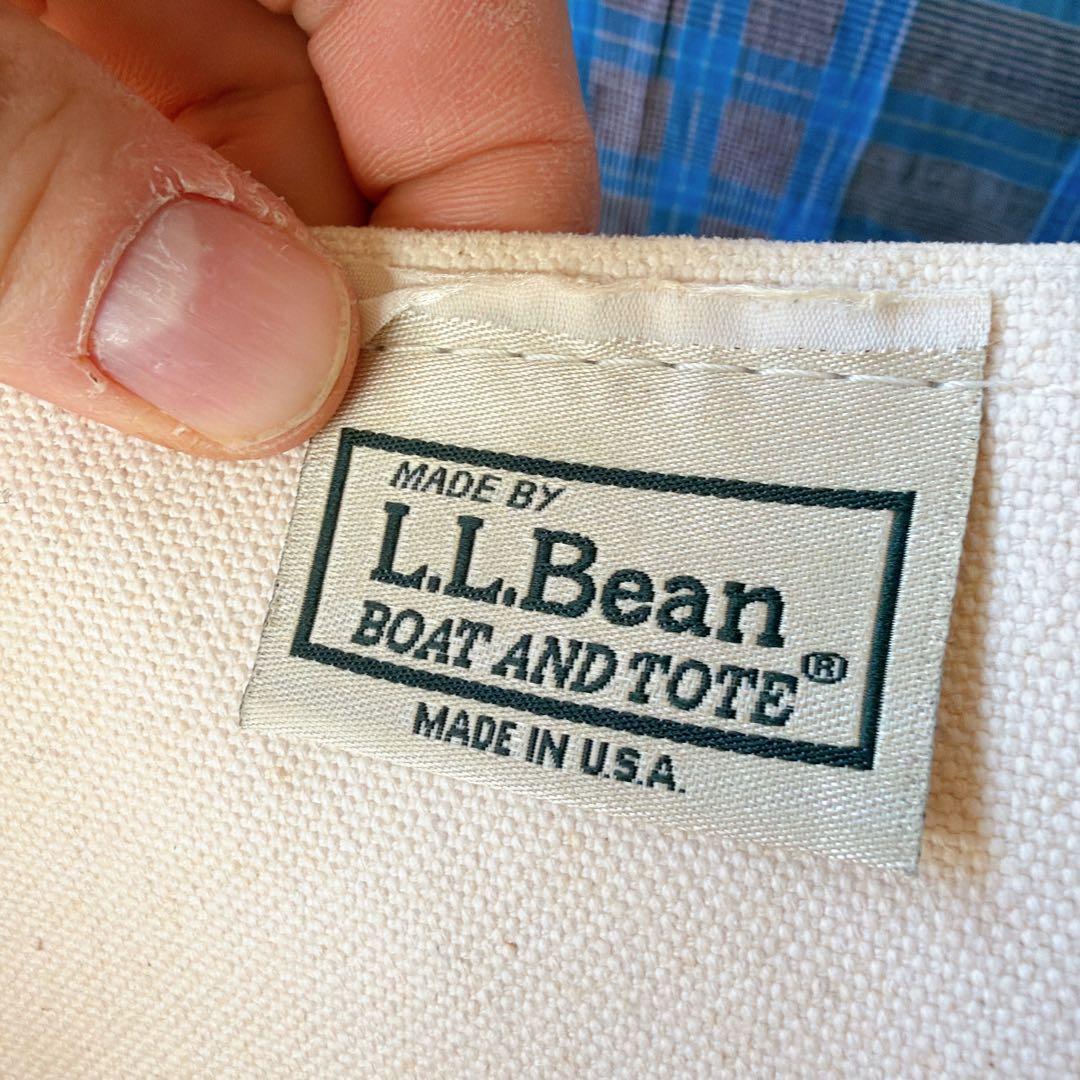 MADE BY
L.L.Bean
BOAT AND TOTE®
MADE IN U.S.A.